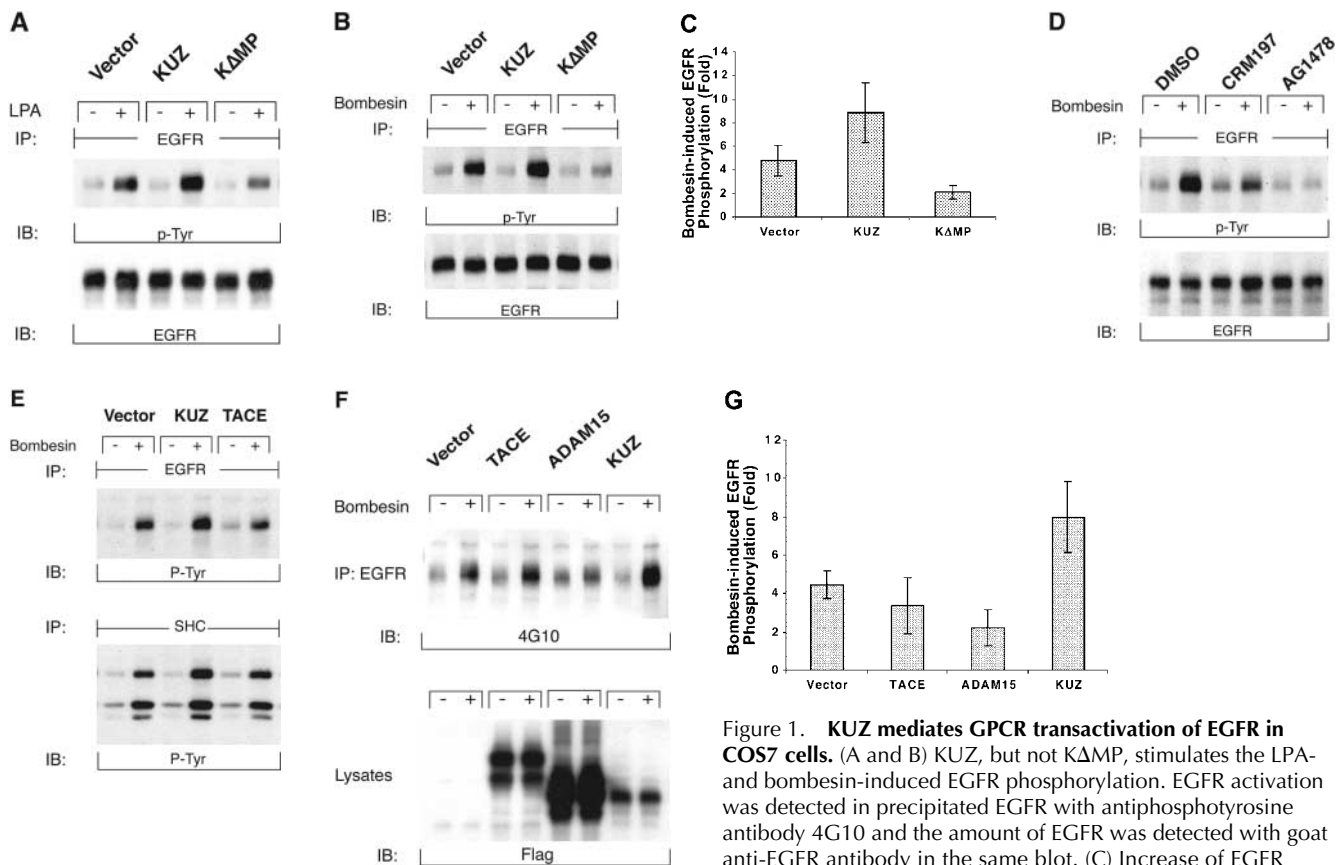 A
Vector KUZ KΔMP
LPA - + - + - +
IP: EGFR
IB: p-Tyr
IB: EGFR
B
Vector KUZ KΔMP
Bombesin - + - + - +
IP: EGFR
IB: p-Tyr
IB: EGFR
C
Bombesin-induced EGFR
Phosphorylation (Fold)
14
12
10
8
6
4
2
0
Vector KUZ KΔMP
D
DMSO CRM197 AG1478
Bombesin - + - + - +
IP: EGFR
IB: p-Tyr
IB: EGFR
E
Vector KUZ TACE
Bombesin - + - + - +
IP: EGFR
IB: P-Tyr
IP: SHC
IB: P-Tyr
F
Vector TACE ADAM15 KUZ
Bombesin - + - + - + - +
IP: EGFR
IB: 4G10
- + - + - + - +
Lysates
IB: Flag
G
Bombesin-induced EGFR
Phosphorylation (Fold)
12
10
8
6
4
2
0
Vector TACE ADAM15 KUZ
Figure 1. KUZ mediates GPCR transactivation of EGFR in
COS7 cells. (A and B) KUZ, but not KΔMP, stimulates the LPA-
and bombesin-induced EGFR phosphorylation. EGFR activation
was detected in precipitated EGFR with antiphosphotyrosine
antibody 4G10 and the amount of EGFR was detected with goat
anti-EGFR antibody in the same blot. (C) Increase of EGFR